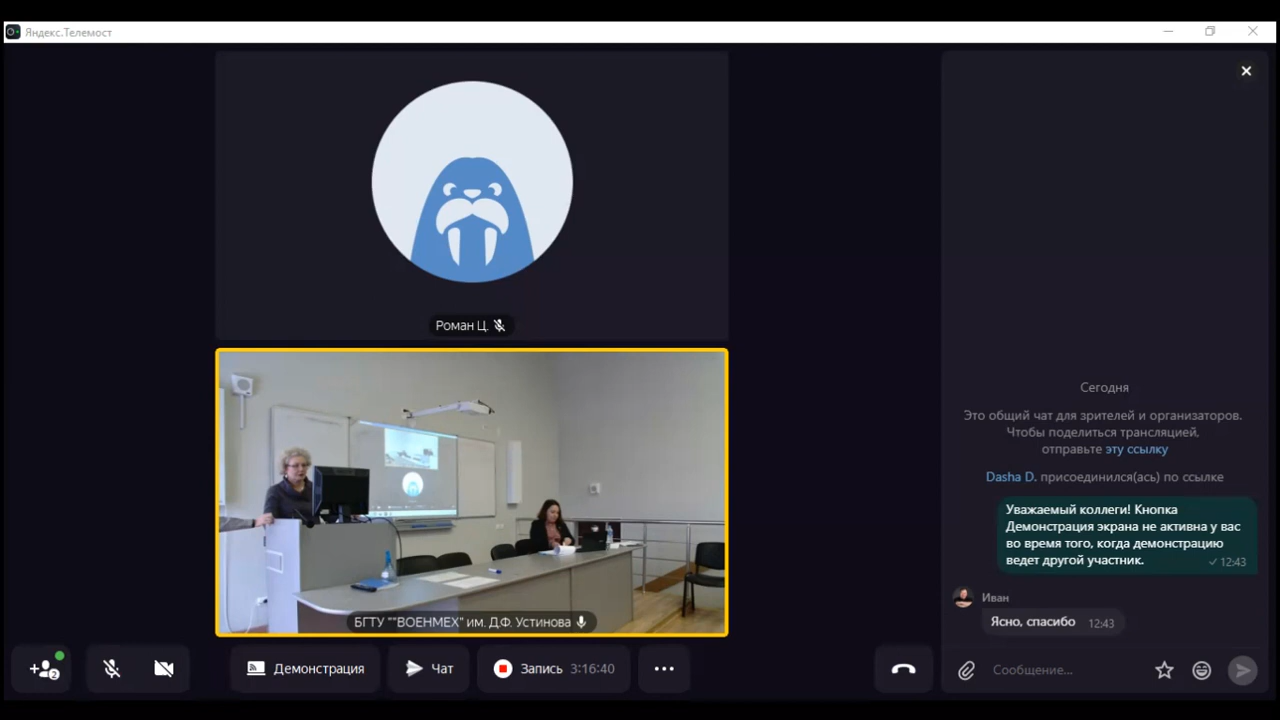 Яндекс.Телемост
Роман Ц.
БГТУ ""ВОЕНМЕХ" им. Д.Ф. Устинова
2
Демонстрация
Чат
Запись 3:16:40
Сегодня
Это общий чат для зрителей и организаторов.
Чтобы поделиться трансляцией,
отправьте эту ссылку
Dasha D. присоединился(ась) по ссылке
Уважаемый коллеги! Кнопка
Демонстрация экрана не активна у вас
во время того, когда демонстрацию
ведет другой участник.
12:43
Иван
Ясно, спасибо 12:43
Сообщение...